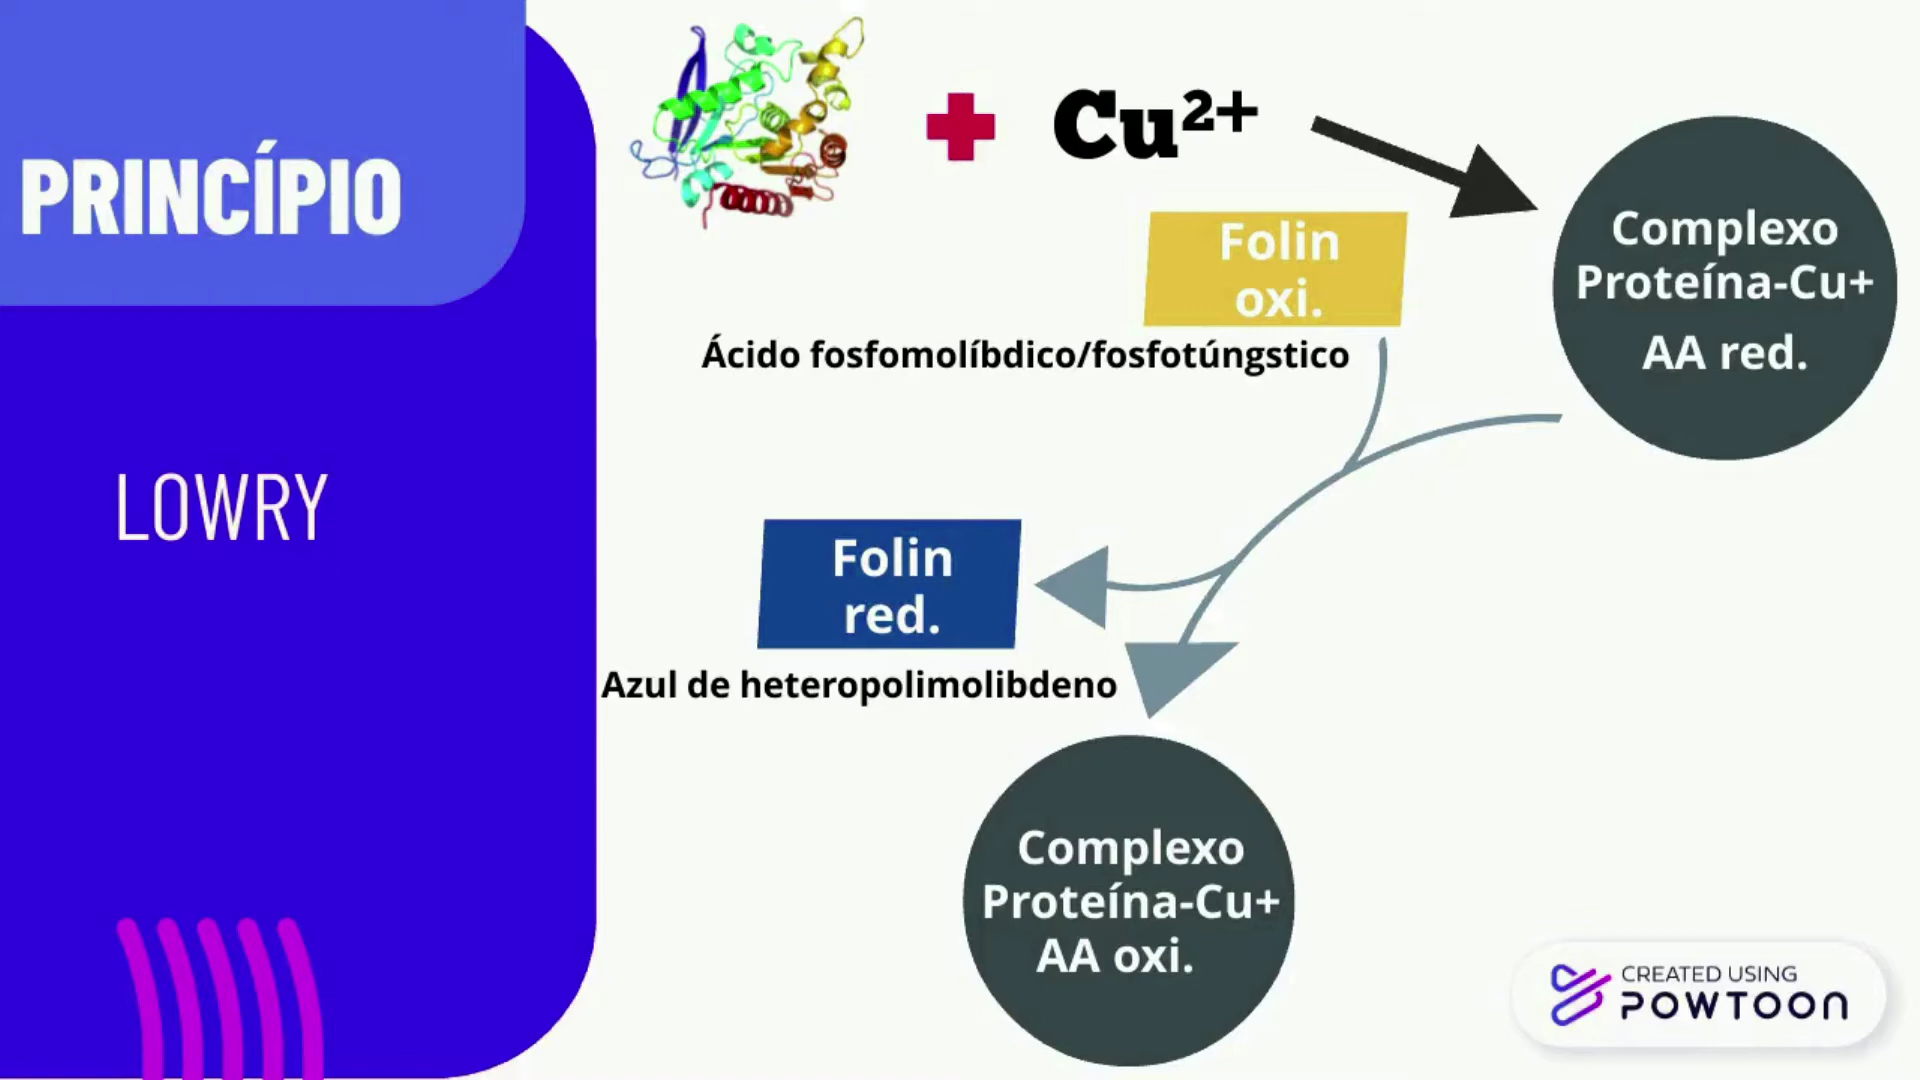 PRINCÍPIO
LOWRY
Cu²⁺
Folin
oxi.
Ácido fosfomolíbdico/fosfotúngstico
Complexo
Proteína-Cu+
AA red.
Folin
red.
Azul de heteropolimolibdeno
Complexo
Proteína-Cu+
AA oxi.
CREATED USING
POWTOON